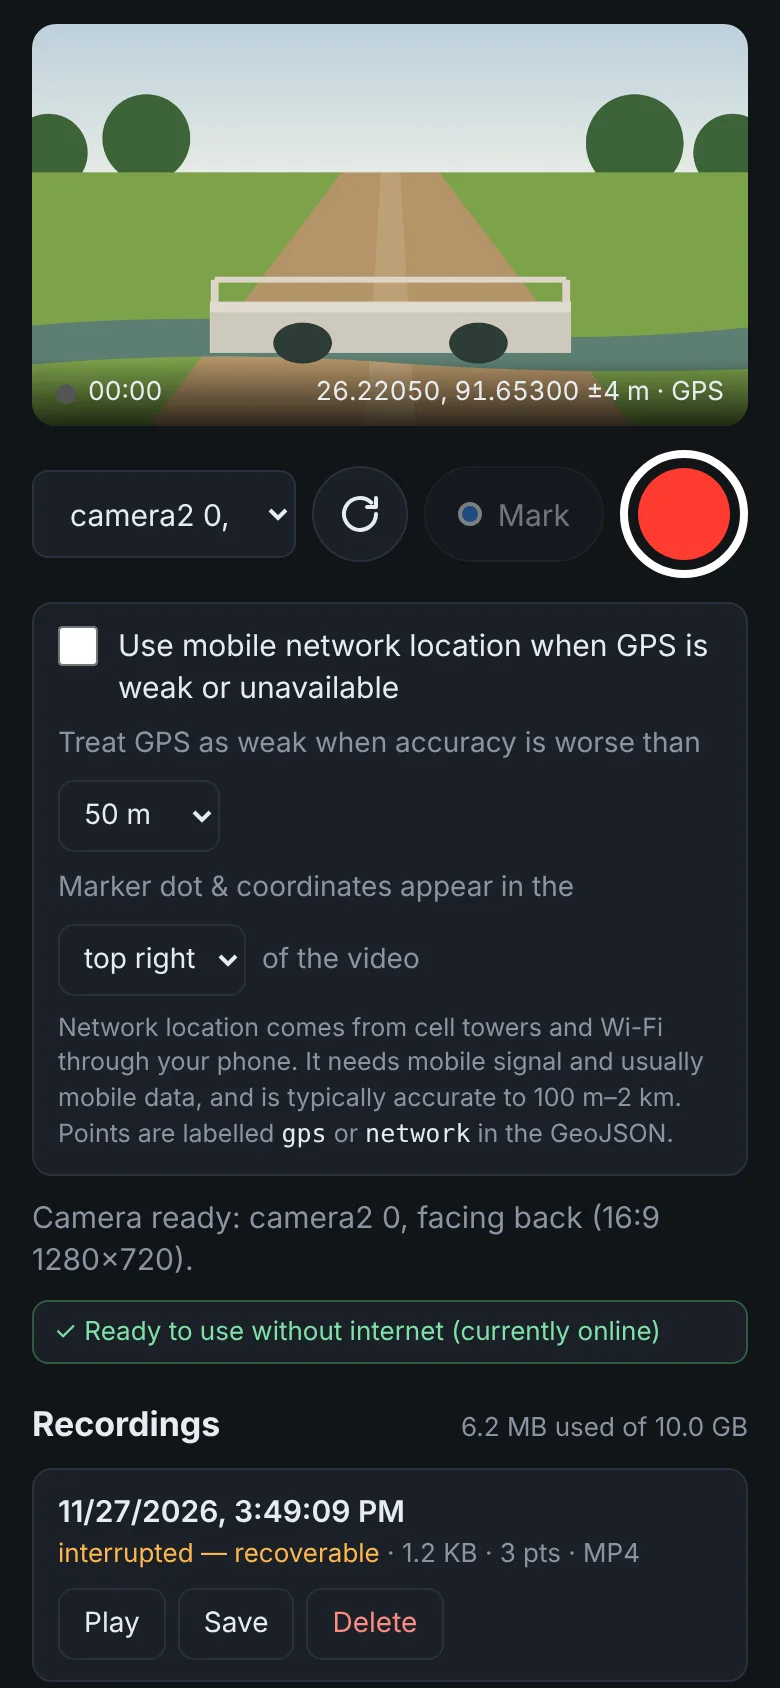 00:00
26.22050, 91.65300 ±4 m · GPS
camera2 0,
Mark
Use mobile network location when GPS is
weak or unavailable
Treat GPS as weak when accuracy is worse than
50 m
Marker dot & coordinates appear in the
top right of the video
Network location comes from cell towers and Wi-Fi
through your phone. It needs mobile signal and usually
mobile data, and is typically accurate to 100 m–2 km.
Points are labelled gps or network in the GeoJSON.
Camera ready: camera2 0, facing back (16:9
1280×720).
✓ Ready to use without internet (currently online)
Recordings
6.2 MB used of 10.0 GB
11/27/2026, 3:49:09 PM
interrupted — recoverable · 1.2 KB · 3 pts · MP4
Play
Save
Delete